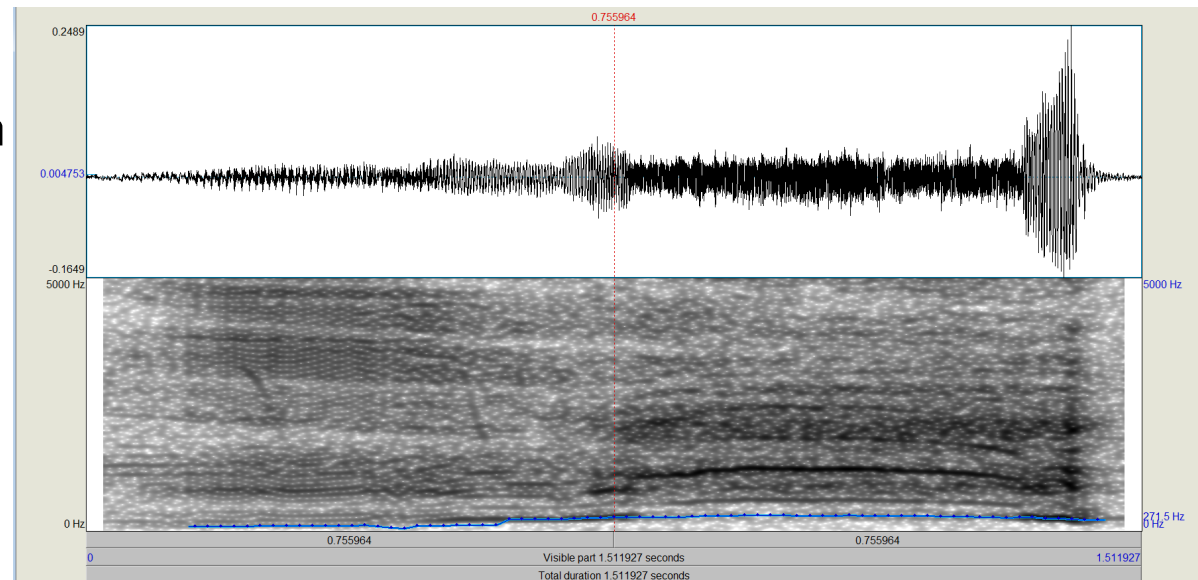 0.755964
0.2489
n
0.004753
-0.1649
5000 Hz
5000 Hz
271.5 Hz
0 Hz
0 Hz
0.755964
0.755964
0
Visible part 1.511927 seconds
1.511927
Total duration 1.511927 seconds